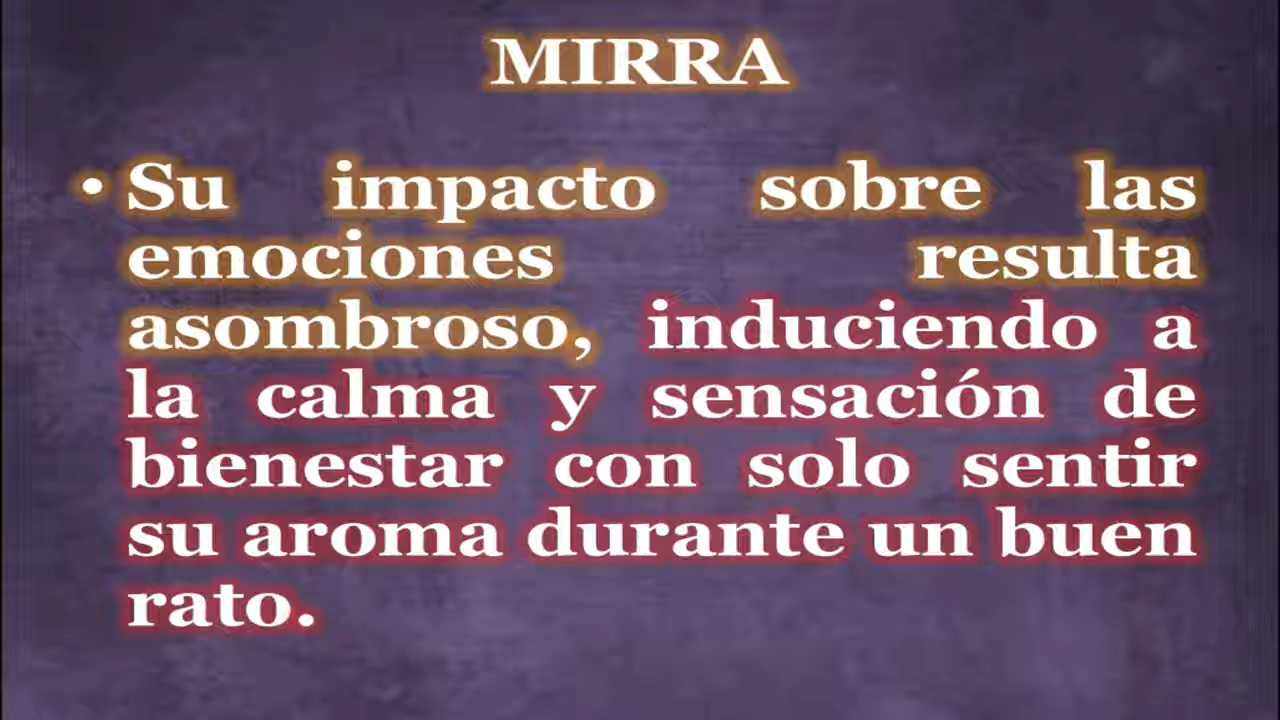 MIRRA
• Su impacto sobre las
emociones resulta
asombroso, induciendo a
la calma y sensación de
bienestar con solo sentir
su aroma durante un buen
rato.